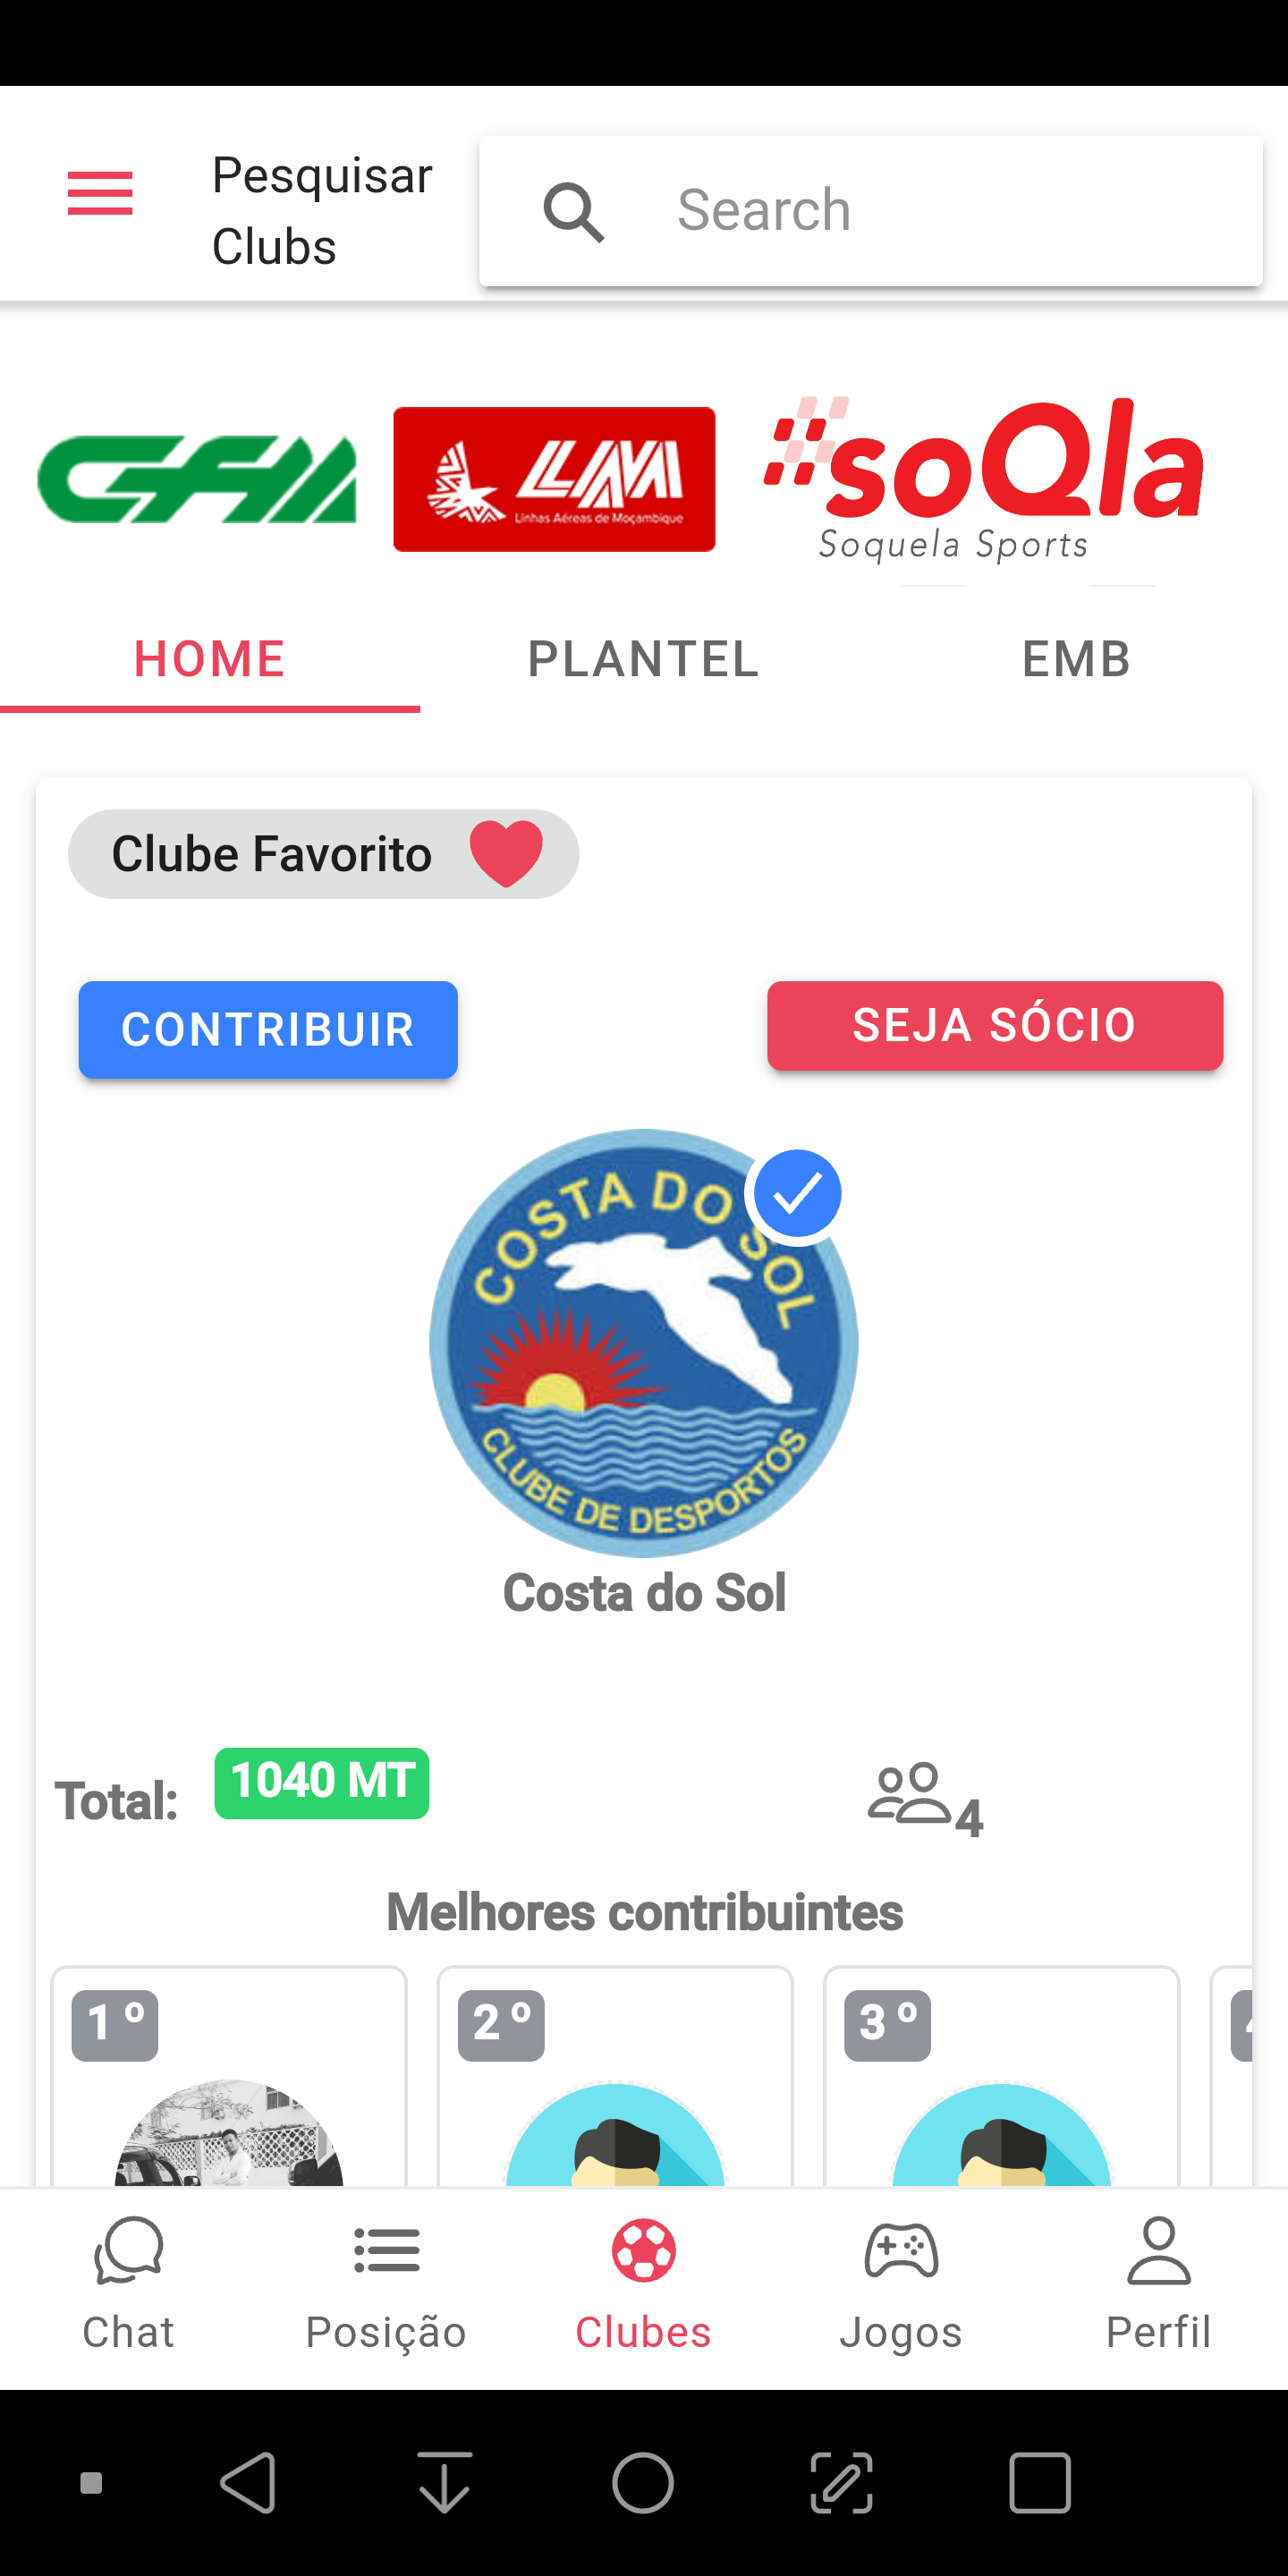 Pesquisar
Clubs
Search
CFM
LAM
Linhas Aéreas de Moçambique
soQla
Soquela Sports
HOME
PLANTEL
EMB
Clube Favorito
CONTRIBUIR
SEJA SÓCIO
COSTA DO SOL
CLUBE DE DESPORTOS
Costa do Sol
Total:
1040 MT
4
Melhores contribuintes
1 º
2 º
3 º
Chat
Posição
Clubes
Jogos
Perfil